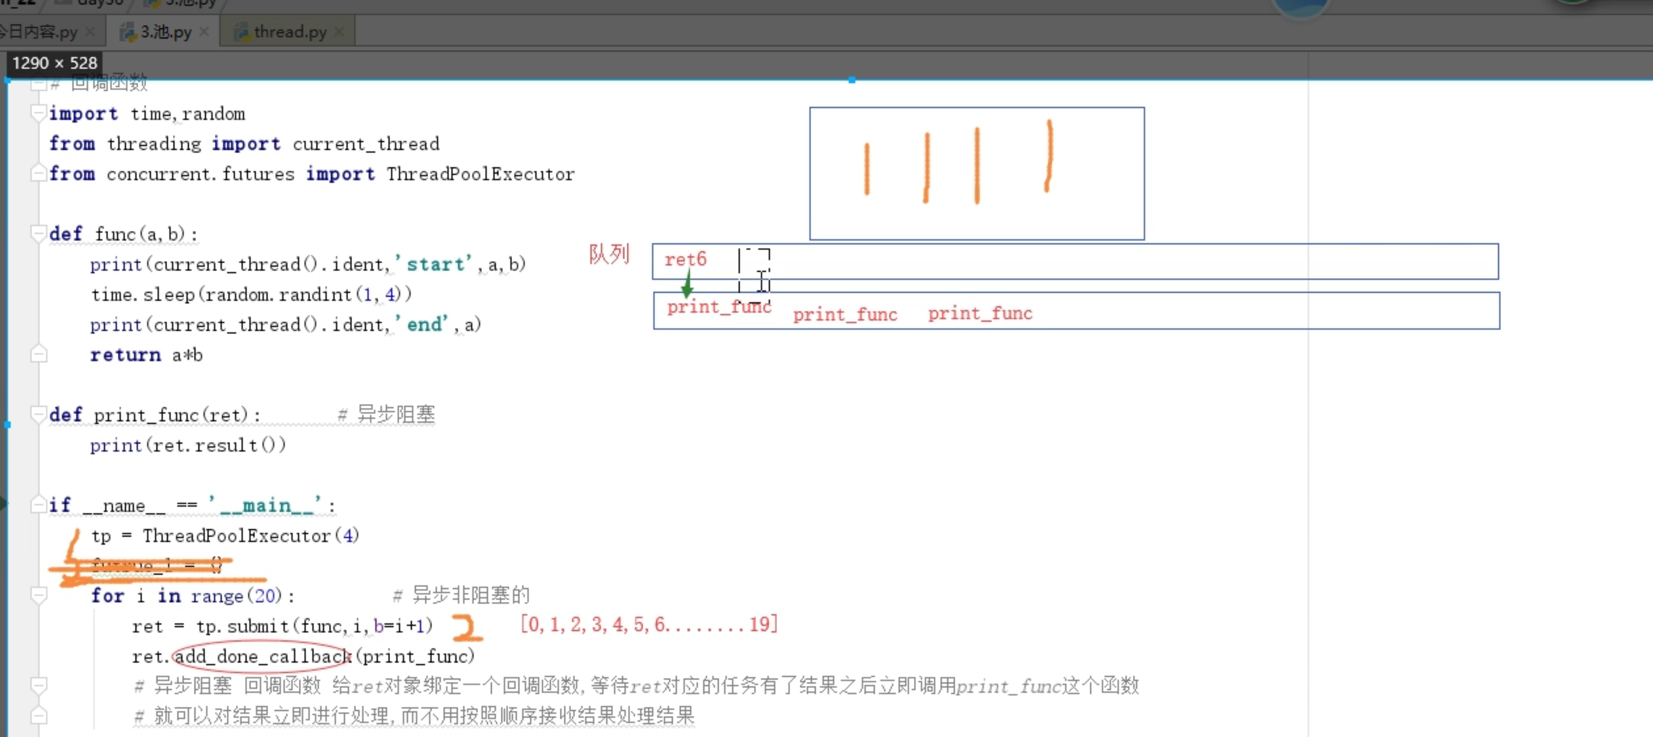 day36
3.池.py
今日内容.py
3.池.py
thread.py
1290 × 528
# 回调函数
import time,random
from threading import current_thread
from concurrent.futures import ThreadPoolExecutor
def func(a,b):
print(current_thread().ident,'start',a,b)
time.sleep(random.randint(1,4))
print(current_thread().ident,'end',a)
return a*b
队列
ret6
print_func print_func print_func
def print_func(ret): # 异步阻塞
print(ret.result())
if __name__ == '__main__':
tp = ThreadPoolExecutor(4)
for i in range(20): # 异步非阻塞的
ret = tp.submit(func,i,b=i+1) 2 [0,1,2,3,4,5,6........19]
ret.add_done_callback(print_func)
# 异步阻塞 回调函数 给ret对象绑定一个回调函数,等待ret对应的任务有了结果之后立即调用print_func这个函数
# 就可以对结果立即进行处理,而不用按照顺序接收结果处理结果